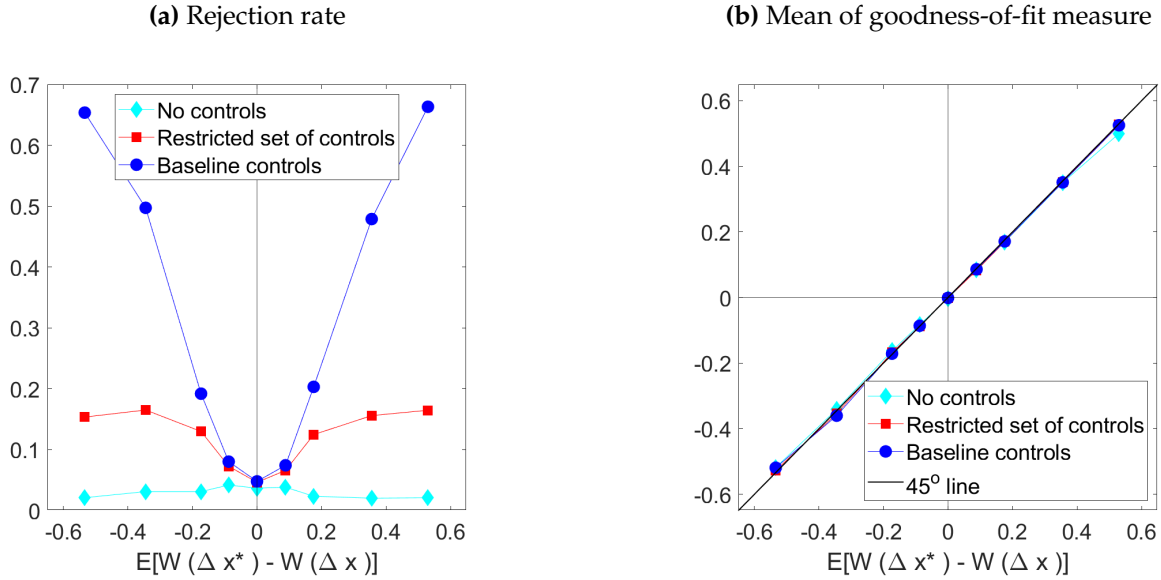 (a) Rejection rate
0.7
0.6
0.5
0.4
0.3
0.2
0.1
0
-0.6 -0.4 -0.2 0 0.2 0.4 0.6
E[W (Δ x* ) - W (Δ x )]
No controls
Restricted set of controls
Baseline controls
(b) Mean of goodness-of-fit measure
0.6
0.4
0.2
0
-0.2
-0.4
-0.6
-0.6 -0.4 -0.2 0 0.2 0.4 0.6
E[W (Δ x* ) - W (Δ x )]
No controls
Restricted set of controls
Baseline controls
45o line